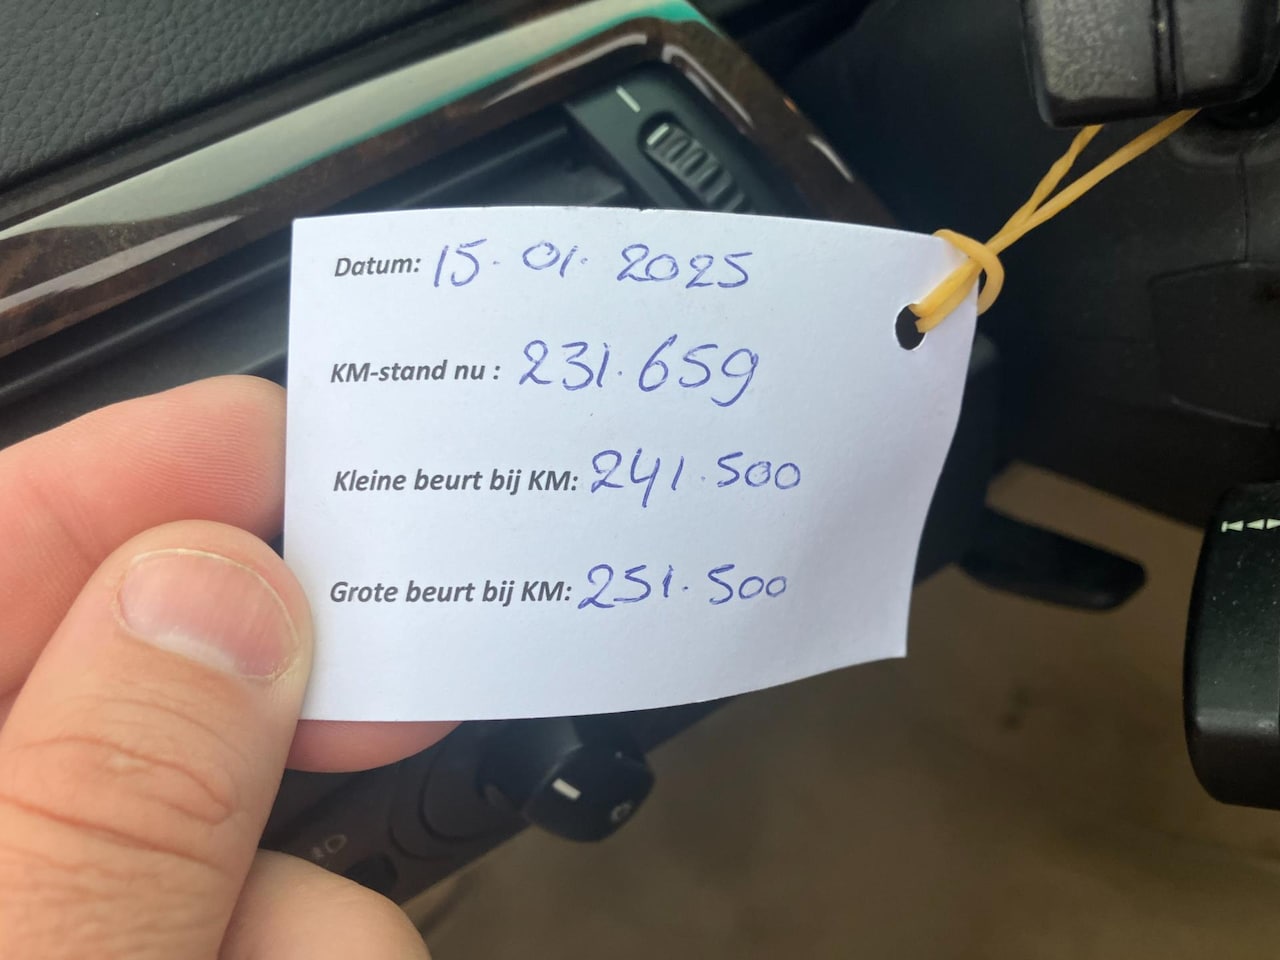 Datum: 15. 01. 2025
KM-stand nu : 231.659
Kleine beurt bij KM: 241.500
Grote beurt bij KM: 251.500